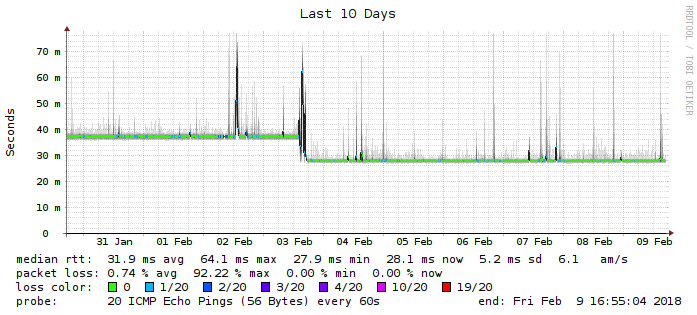 Last 10 Days
RRDTOOL / TOBI OETIKER
Seconds
70 m
60 m
50 m
40 m
30 m
20 m
10 m
0
31 Jan 01 Feb 02 Feb 03 Feb 04 Feb 05 Feb 06 Feb 07 Feb 08 Feb 09 Feb
median rtt: 31.9 ms avg 64.1 ms max 27.9 ms min 28.1 ms now 5.2 ms sd 6.1 am/s
packet loss: 0.74 % avg 92.22 % max 0.00 % min 0.00 % now
loss color: 0 1/20 2/20 3/20 4/20 10/20 19/20
probe: 20 ICMP Echo Pings (56 Bytes) every 60s end: Fri Feb 9 16:55:04 2018